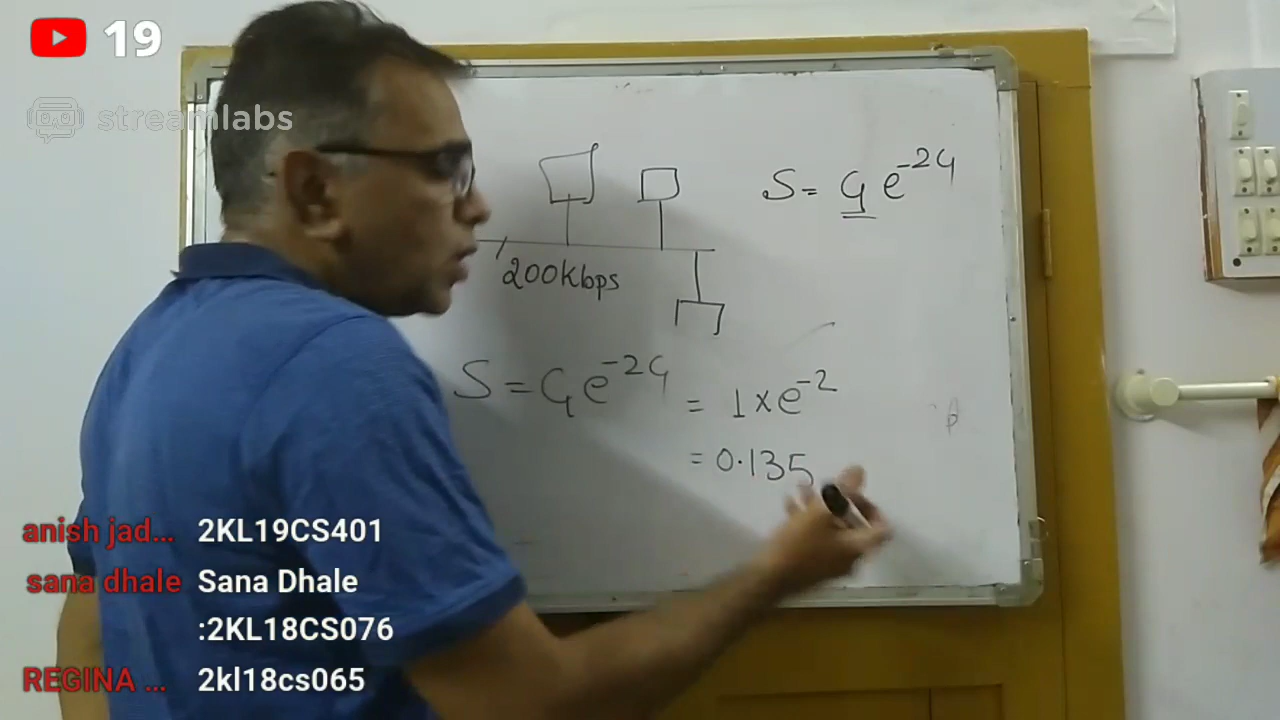 19
streamlabs
S = G e^-2G
200Kbps
S = G e^-2G = 1 x e^-2
= 0.135
anish jad... 2KL19CS401
sana dhale Sana Dhale
:2KL18CS076
REGINA ... 2kl18cs065